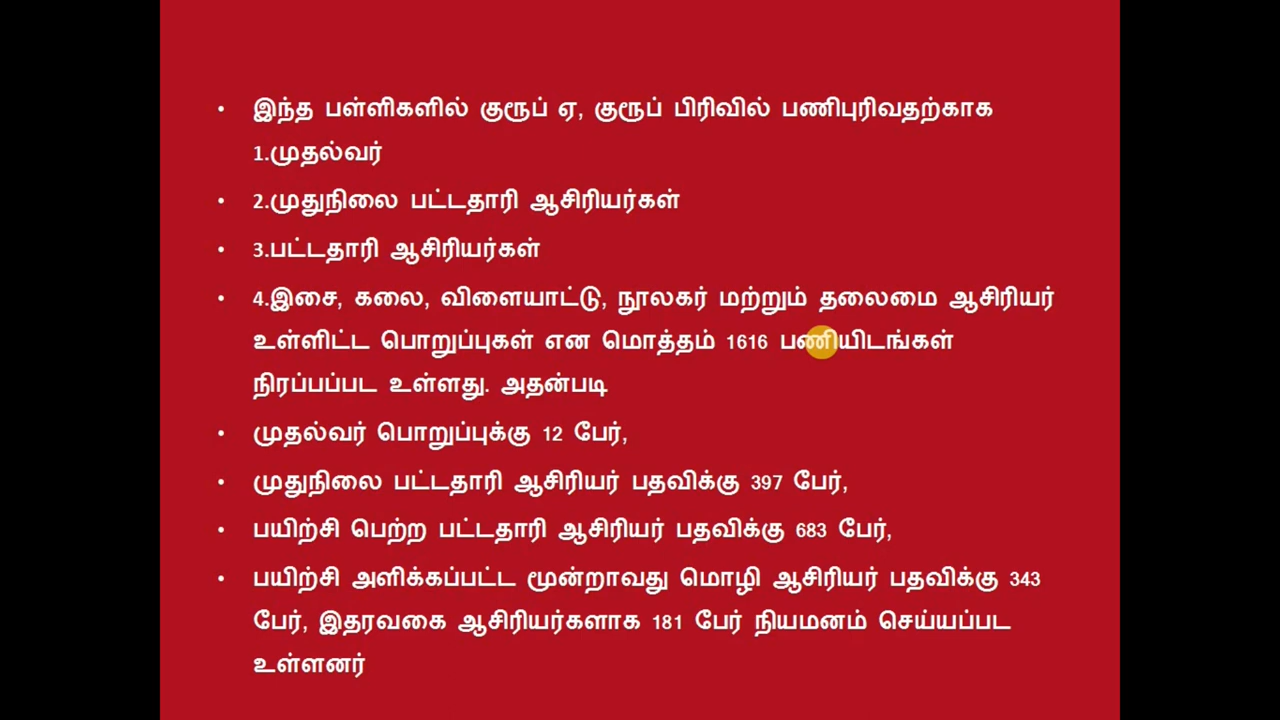 • இந்த பள்ளிகளில் குரூப் ஏ, குரூப் பிரிவில் பணிபுரிவதற்காக
1.முதல்வர்
• 2.முதுநிலை பட்டதாரி ஆசிரியர்கள்
• 3.பட்டதாரி ஆசிரியர்கள்
• 4.இசை, கலை, விளையாட்டு, நூலகர் மற்றும் தலைமை ஆசிரியர்
உள்ளிட்ட பொறுப்புகள் என மொத்தம் 1616 பணியிடங்கள்
நிரப்பப்பட உள்ளது. அதன்படி
• முதல்வர் பொறுப்புக்கு 12 பேர்,
• முதுநிலை பட்டதாரி ஆசிரியர் பதவிக்கு 397 பேர்,
• பயிற்சி பெற்ற பட்டதாரி ஆசிரியர் பதவிக்கு 683 பேர்,
• பயிற்சி அளிக்கப்பட்ட மூன்றாவது மொழி ஆசிரியர் பதவிக்கு 343
பேர், இதரவகை ஆசிரியர்களாக 181 பேர் நியமனம் செய்யப்பட
உள்ளனர்